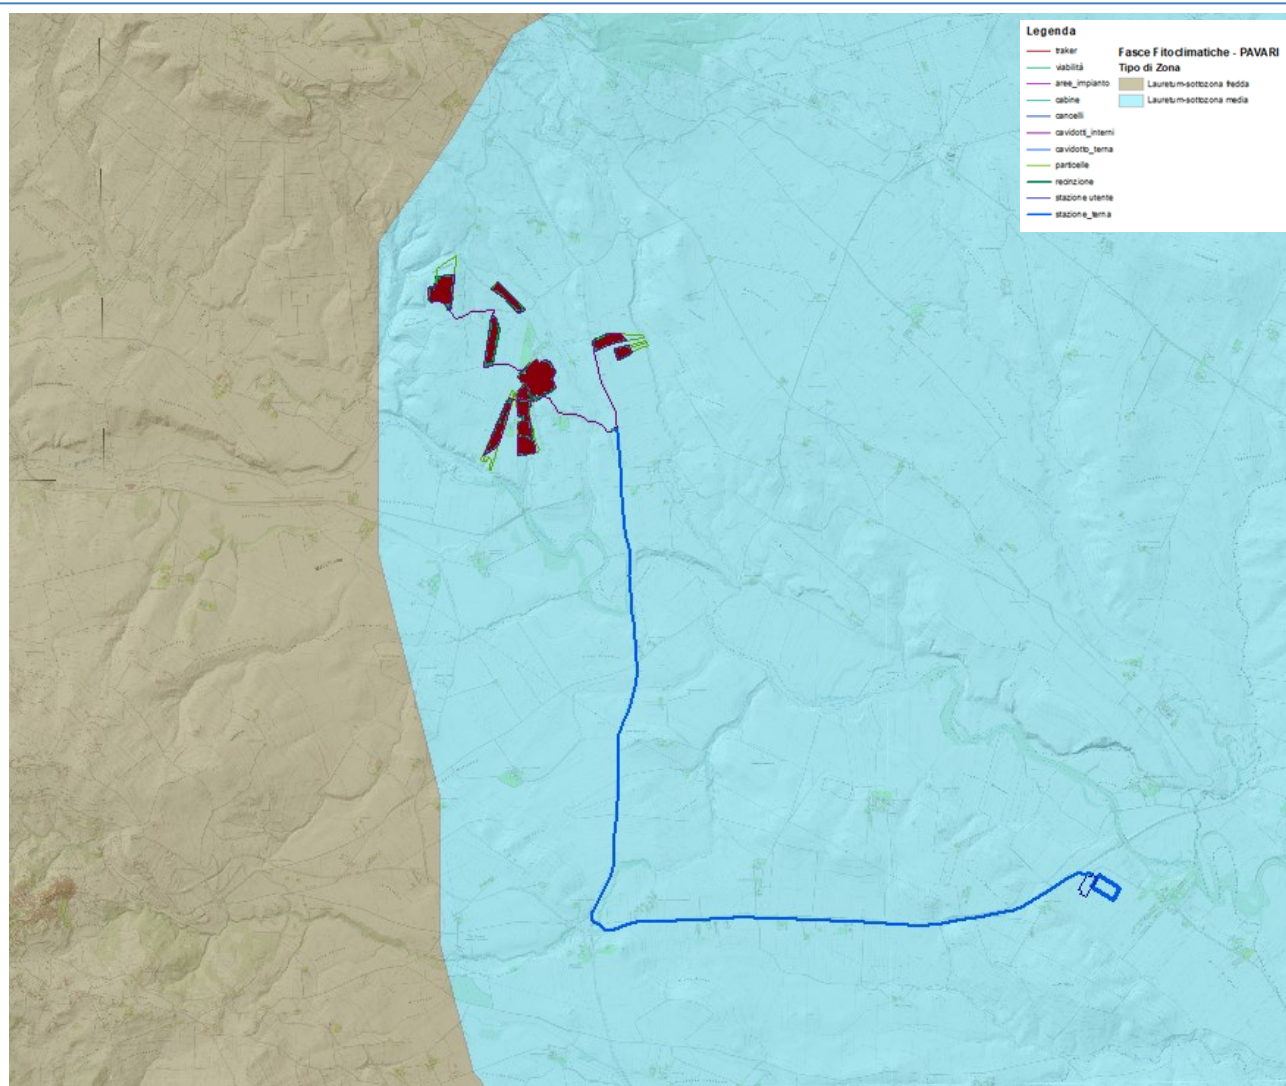 Legenda
traker
viabilità
aree_impianto
cabine
cancelli
cavidotti_interni
cavidotto_terna
particelle
recinzione
stazione utente
stazione_terna
Fasce Fitoclimatiche - PAVARI
Tipo di Zona
Lauretum-sottozona fredda
Lauretum-sottozona media